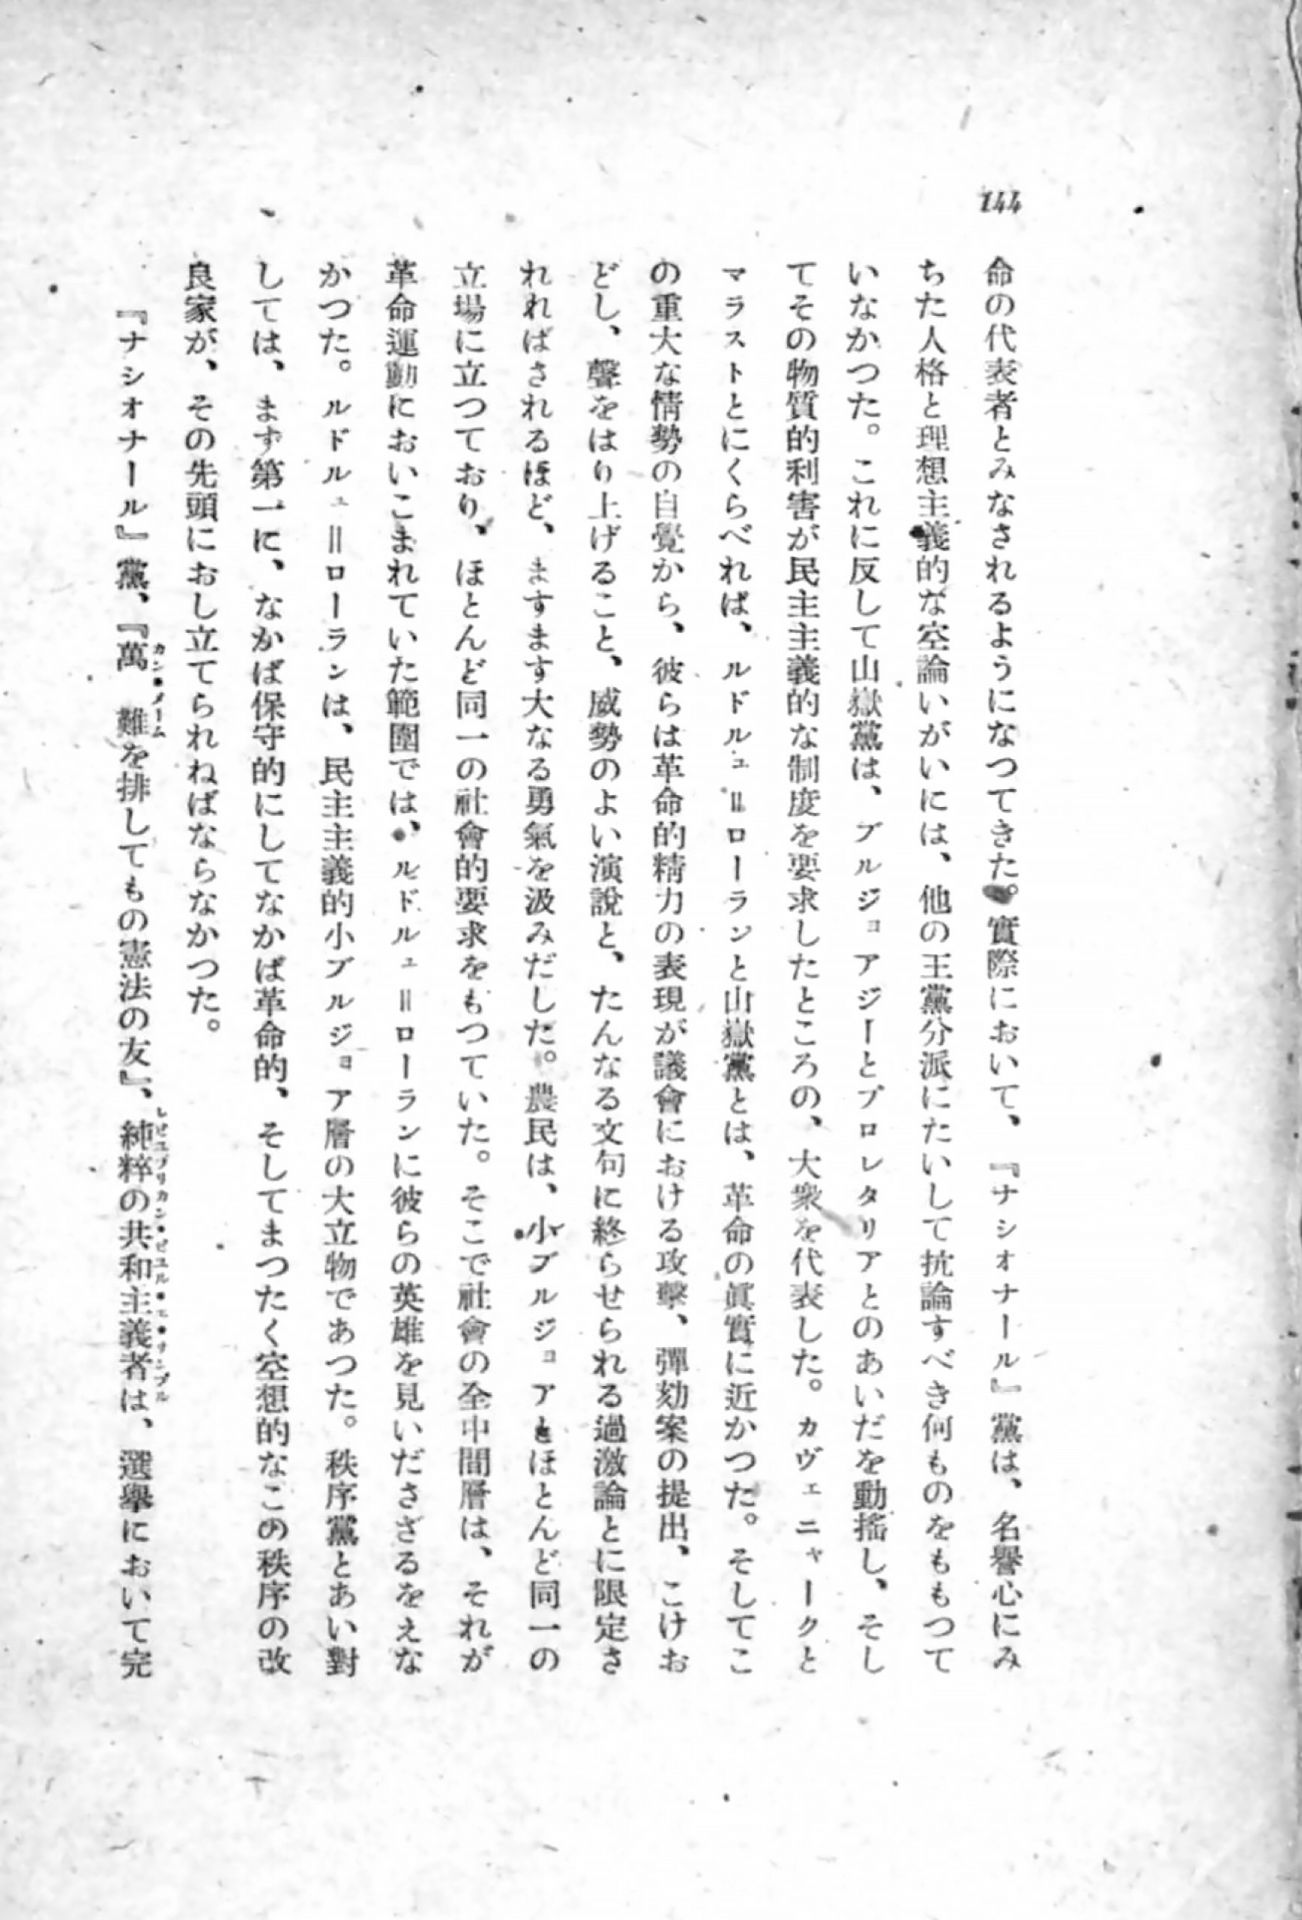 144
命の代表者とみなされるようになつてきた。實際において、『ナシオナール』黨は、名譽心にみ
ちた人格と理想主義的な空論いがいには、他の王黨分派にたいして抗論すべき何ものをももつて
いなかつた。これに反して山嶽黨は、ブルジョアジーとプロレタリアとのあいだを動搖し、そし
てその物質的利害が民主主義的な制度を要求したところの、大衆を代表した。カヴェニャークと
マラストとにくらべれば、ルドルュ＝ローランと山嶽黨とは、革命の眞實に近かつた。そしてこ
の重大な情勢の自覺から、彼らは革命的精力の表現が議會における攻擊、彈劾案の提出、こけお
どし、聲をはり上げること、威勢のよい演說と、たんなる文句に終らせられる過激論とに限定さ
れればされるほど、ますます大なる勇氣を汲みだした。農民は、小ブルジョアとほとんど同一の
立場に立つており、ほとんど同一の社會的要求をもつていた。そこで社會の全中間層は、それが
革命運動においこまれていた範圍では、ルドルュ＝ローランに彼らの英雄を見いださざるをえな
かつた。ルドルュ＝ローランは、民主主義的小ブルジョア層の大立物であつた。秩序黨とあい對
しては、まず第一に、なかば保守的にしてなかば革命的、そしてまつたく空想的なこの秩序の改
良家が、その先頭におし立てられねばならなかつた。
『ナシオナール』黨、『萬難を排してもの憲法の友』、純粹の共和主義者は、選擧において完